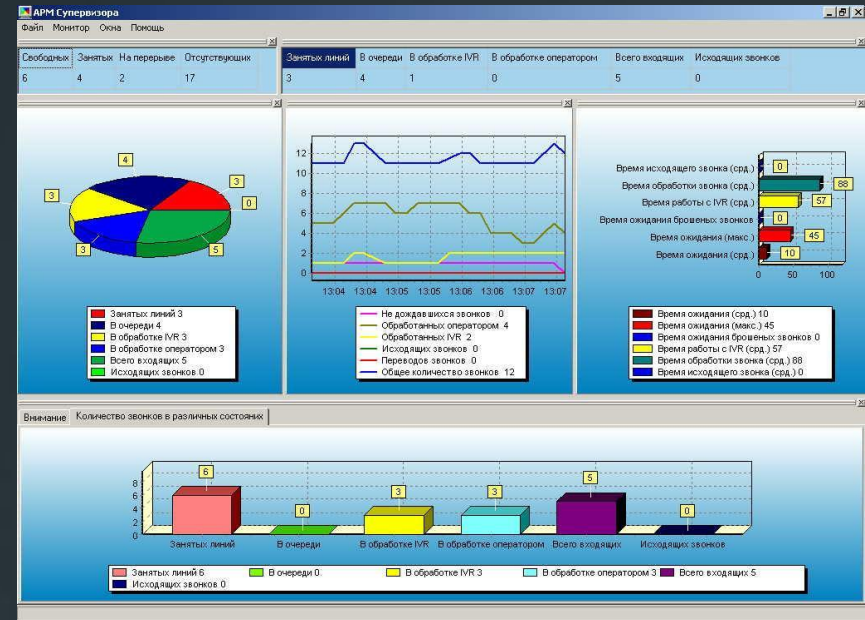 АРМ Супервизора
Файл Монитор Окна Помощь
Свободных Занятых На перерыве Отсутствующих
6 4 2 17
Занятых линий В очереди В обработке IVR В обработке оператором Всего входящих Исходящих звонков
3 4 1 0 5 0
4
3
3
0
3
5
Занятых линий 3
В очереди 4
В обработке IVR 3
В обработке оператором 3
Всего входящих 5
Исходящих звонков 0
12
10
8
6
4
2
0
13:04 13:04 13:05 13:05 13:06 13:06 13:07 13:07
Не дождавшихся звонков 0
Обработанных оператором 4
Обработанных IVR 2
Исходящих звонков 0
Переводов звонков 0
Общее количество звонков 12
Время исходящего звонка (срд.) 0
Время обработки звонка (срд.) 88
Время работы с IVR (срд.) 57
Время ожидания брошеных звонков 0
Время ожидания (макс.) 45
Время ожидания (срд.) 10
0 50 100
Время ожидания (срд.) 10
Время ожидания (макс.) 45
Время ожидания брошеных звонков 0
Время работы с IVR (срд.) 57
Время обработки звонка (срд.) 88
Время исходящего звонка (срд.) 0
Внимание Количество звонков в различных состояниях
8
6
4
2
0
6 0 3 3 5 0
Занятых линий В очереди В обработке IVR В обработке оператором Всего входящих Исходящих звонков
Занятых линий 6 В очереди 0 В обработке IVR 3 В обработке оператором 3 Всего входящих 5
Исходящих звонков 0